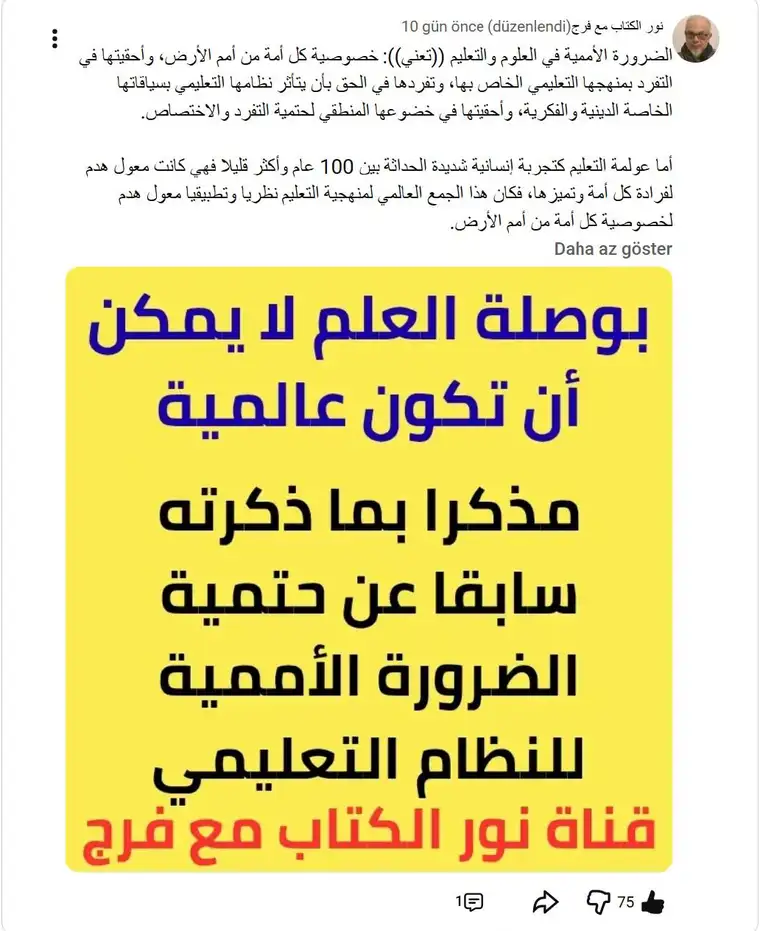 نور الكتاب مع فرج 10 gün önce (düzenlendi)
الضرورة الأممية في العلوم والتعليم ((تعني)): خصوصية كل أمة من أمم الأرض، وأحقيتها في
التفرد بمنهجها التعليمي الخاص بها، وتفردها في الحق بأن يتأثر نظامها التعليمي بسياقاتها
الخاصة الدينية والفكرية، وأحقيتها في خضوعها المنطقي لحتمية التفرد والاختصاص.
أما عولمة التعليم كتجربة إنسانية شديدة الحداثة بين 100 عام وأكثر قليلا فهي كانت معول هدم
لفرادة كل أمة وتميزها، فكان هذا الجمع العالمي لمنهجية التعليم نظريا وتطبيقيا معول هدم
لخصوصية كل أمة من أمم الأرض.
Daha az göster
بوصلة العلم لا يمكن
أن تكون عالمية
مذكرا بما ذكرته
سابقا عن حتمية
الضرورة الأممية
للنظام التعليمي
قناة نور الكتاب مع فرج
75 1